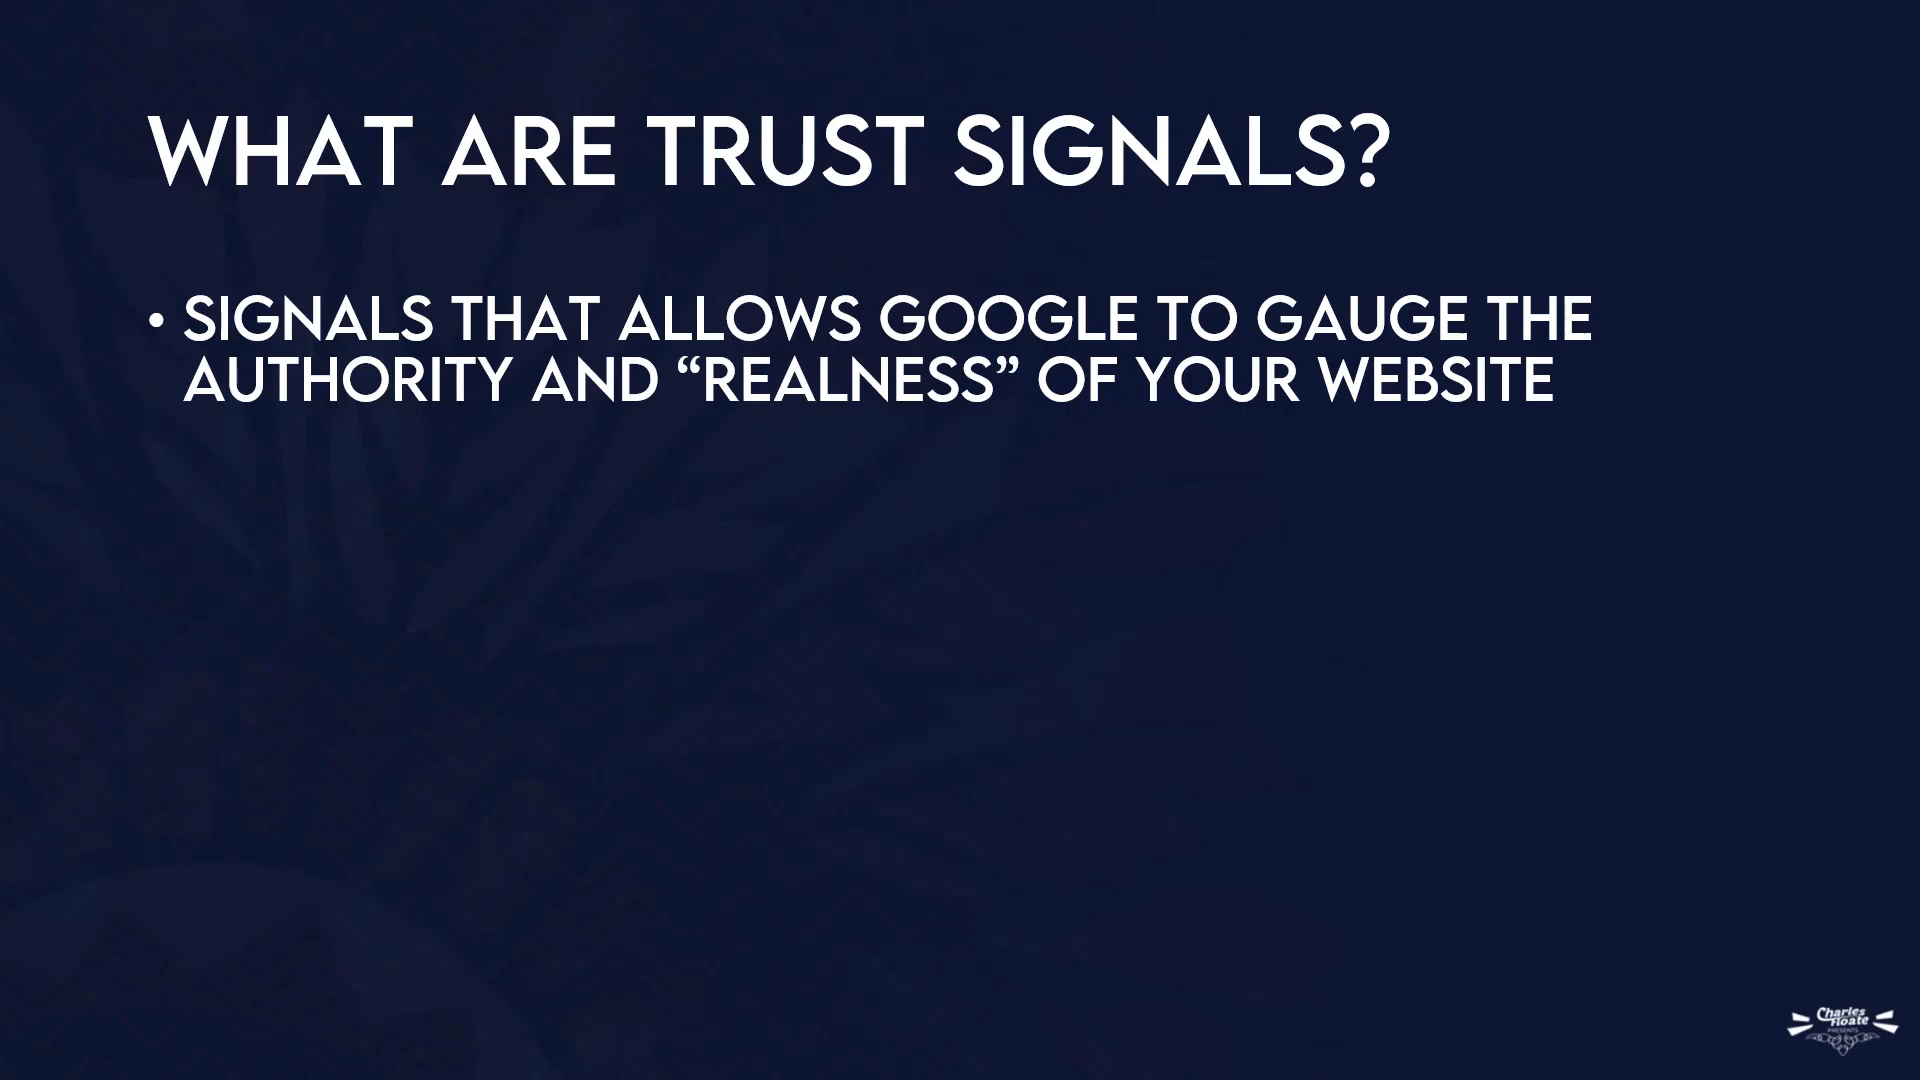 WHAT ARE TRUST SIGNALS?
• SIGNALS THAT ALLOWS GOOGLE TO GAUGE THE
AUTHORITY AND “REALNESS” OF YOUR WEBSITE
Charles
Floate
PRESENTS